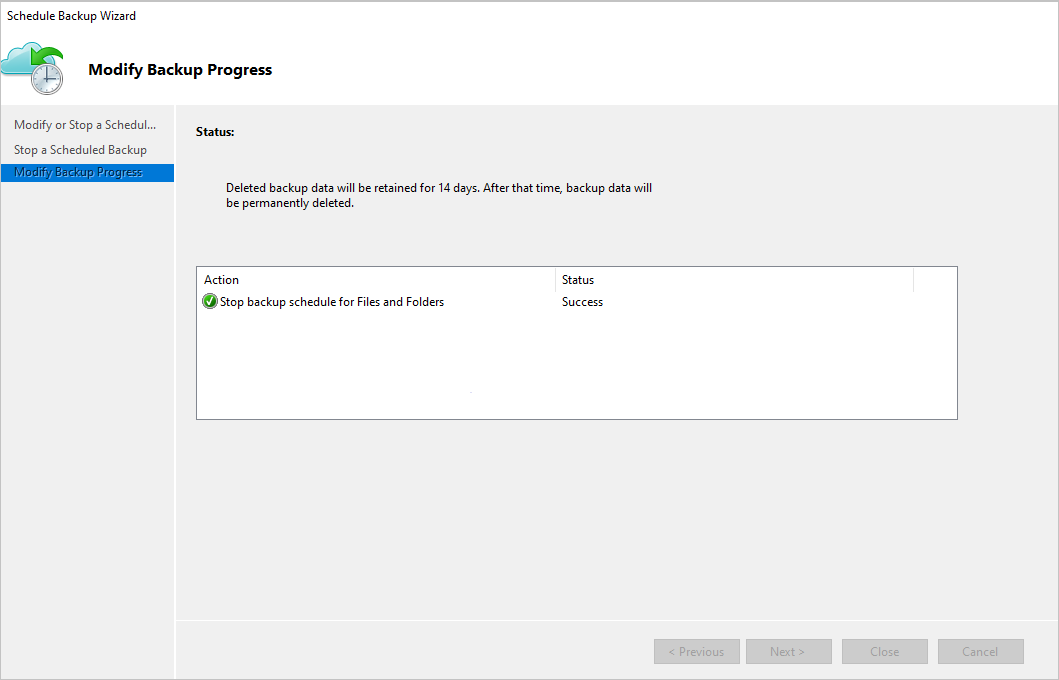 Schedule Backup Wizard
Modify Backup Progress
Modify or Stop a Schedul...
Stop a Scheduled Backup
Modify Backup Progress
Status:
Deleted backup data will be retained for 14 days. After that time, backup data will
be permanently deleted.
Action Status
Stop backup schedule for Files and Folders Success
< Previous Next > Close Cancel